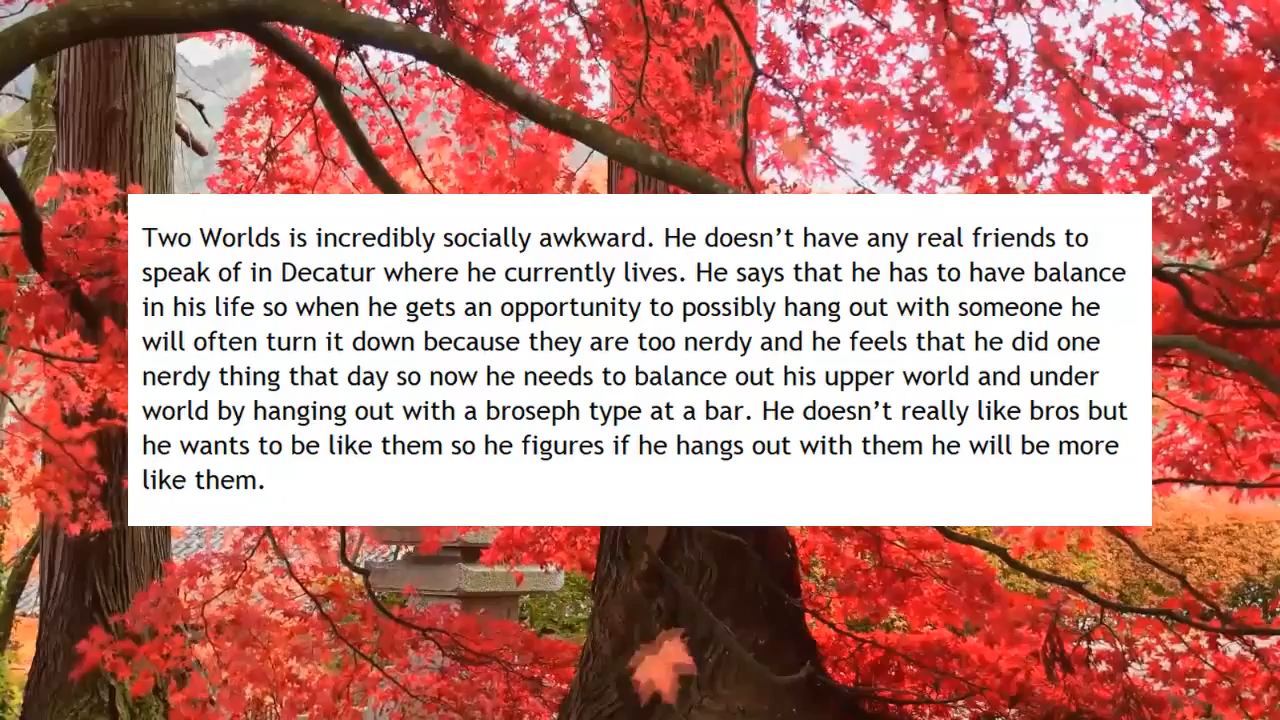 Two Worlds is incredibly socially awkward. He doesn’t have any real friends to
speak of in Decatur where he currently lives. He says that he has to have balance
in his life so when he gets an opportunity to possibly hang out with someone he
will often turn it down because they are too nerdy and he feels that he did one
nerdy thing that day so now he needs to balance out his upper world and under
world by hanging out with a broseph type at a bar. He doesn’t really like bros but
he wants to be like them so he figures if he hangs out with them he will be more
like them.